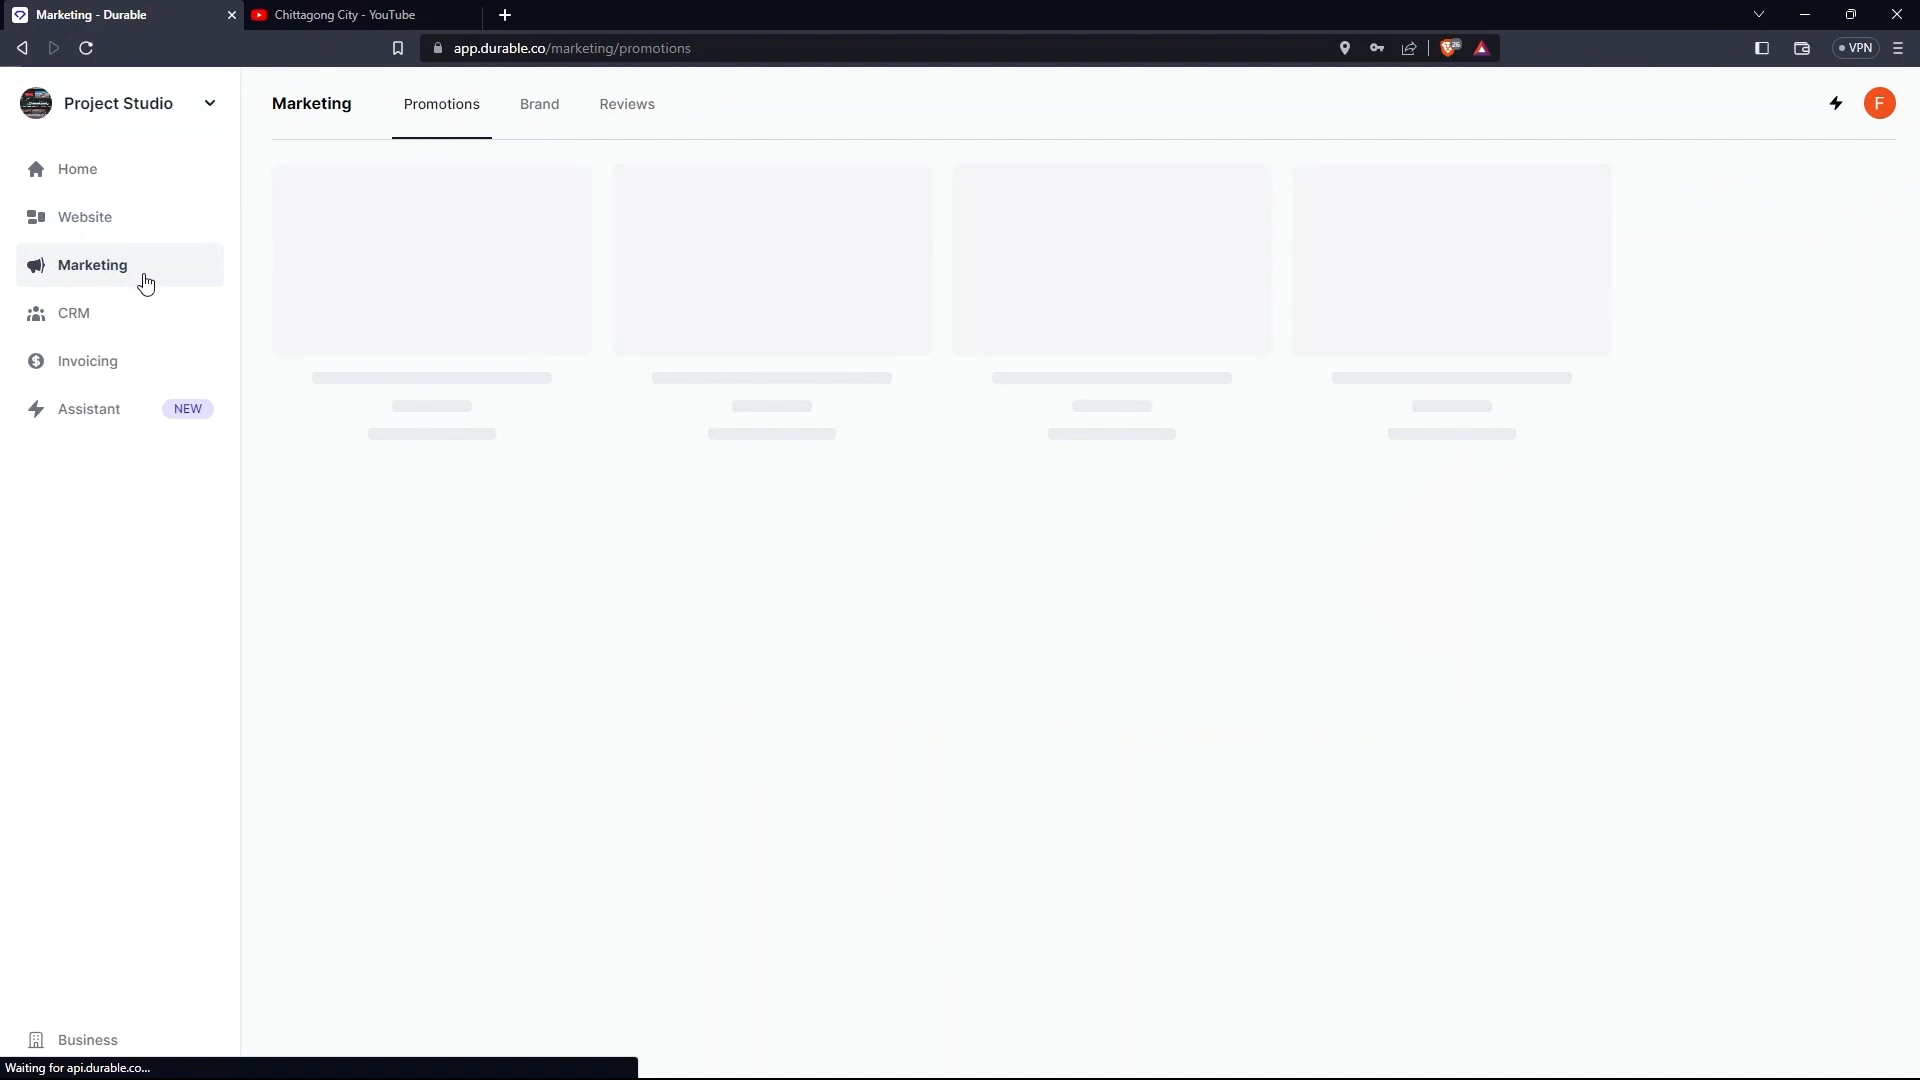 Marketing - Durable
Chittagong City - YouTube
app.durable.co/marketing/promotions
26
VPN
Project Studio
Marketing
Promotions
Brand
Reviews
F
Home
Website
Marketing
CRM
Invoicing
Assistant
NEW
Business
Waiting for api.durable.co...